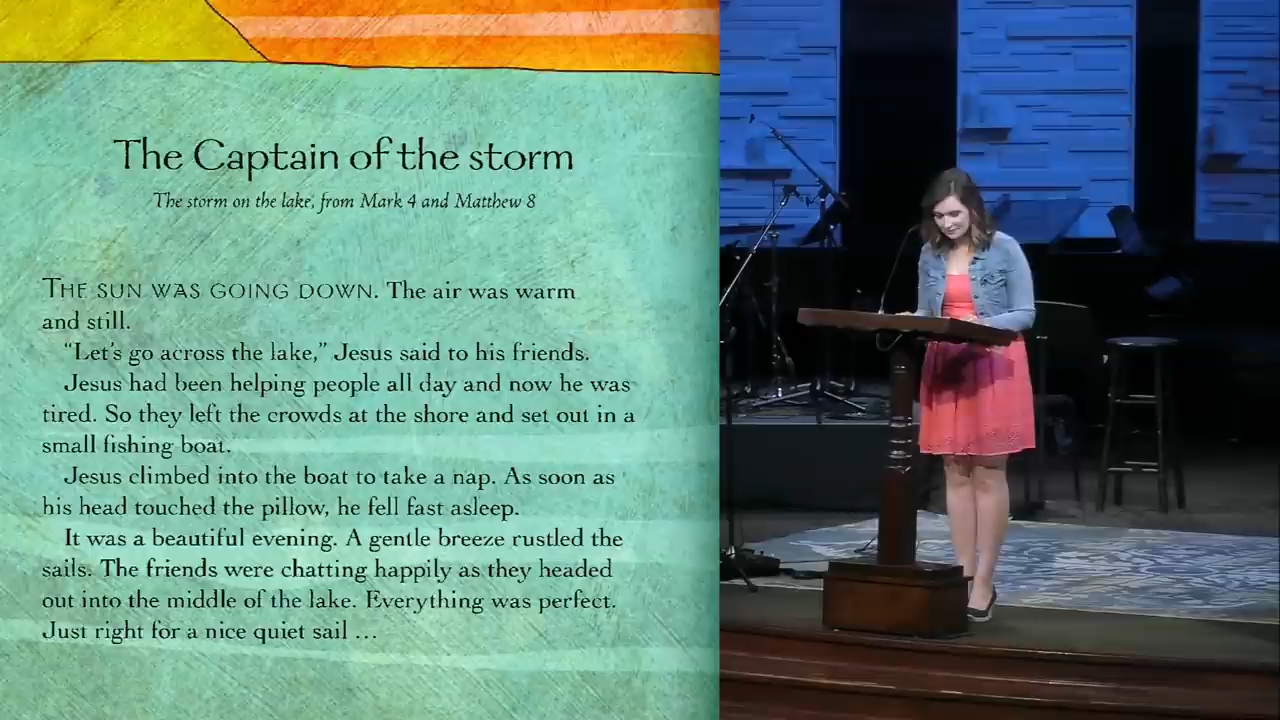 The Captain of the storm
The storm on the lake, from Mark 4 and Matthew 8
THE SUN WAS GOING DOWN. The air was warm
and still.
“Let’s go across the lake,” Jesus said to his friends.
Jesus had been helping people all day and now he was
tired. So they left the crowds at the shore and set out in a
small fishing boat.
Jesus climbed into the boat to take a nap. As soon as
his head touched the pillow, he fell fast asleep.
It was a beautiful evening. A gentle breeze rustled the
sails. The friends were chatting happily as they headed
out into the middle of the lake. Everything was perfect.
Just right for a nice quiet sail …